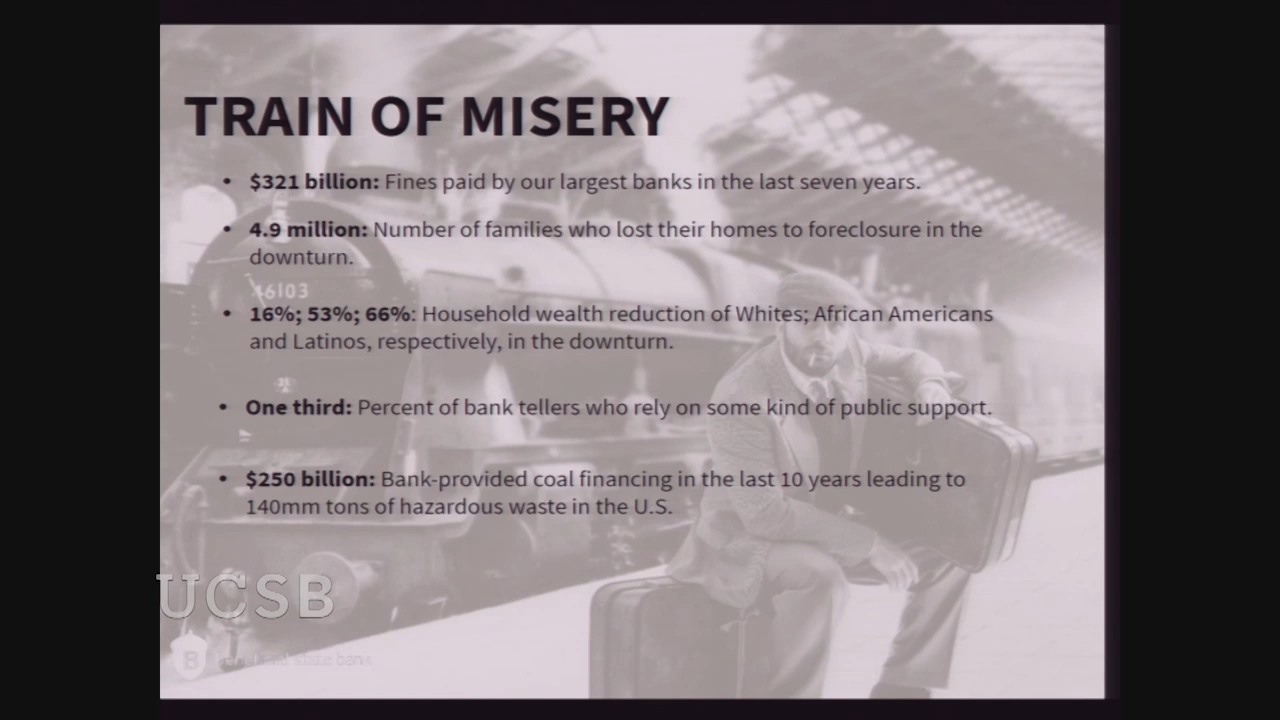 TRAIN OF MISERY
• $321 billion: Fines paid by our largest banks in the last seven years.
• 4.9 million: Number of families who lost their homes to foreclosure in the
downturn.
46103
• 16%; 53%; 66%: Household wealth reduction of Whites; African Americans
and Latinos, respectively, in the downturn.
• One third: Percent of bank tellers who rely on some kind of public support.
• $250 billion: Bank-provided coal financing in the last 10 years leading to
140mm tons of hazardous waste in the U.S.
UCSB
B beneficial state bank